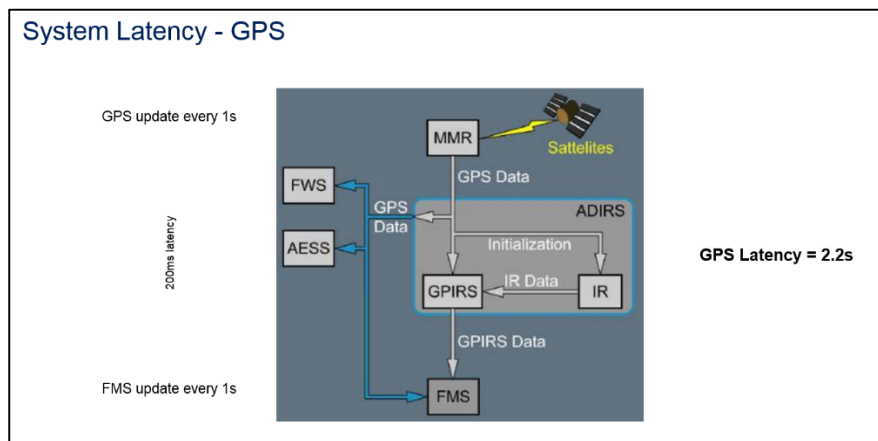 System Latency - GPS
GPS update every 1s
MMR
Sattelites
GPS Data
FWS
GPS
Data
ADIRS
AESS
Initialization
200ms latency
GPS Latency = 2.2s
GPIRS
IR Data
IR
GPIRS Data
FMS update every 1s
FMS